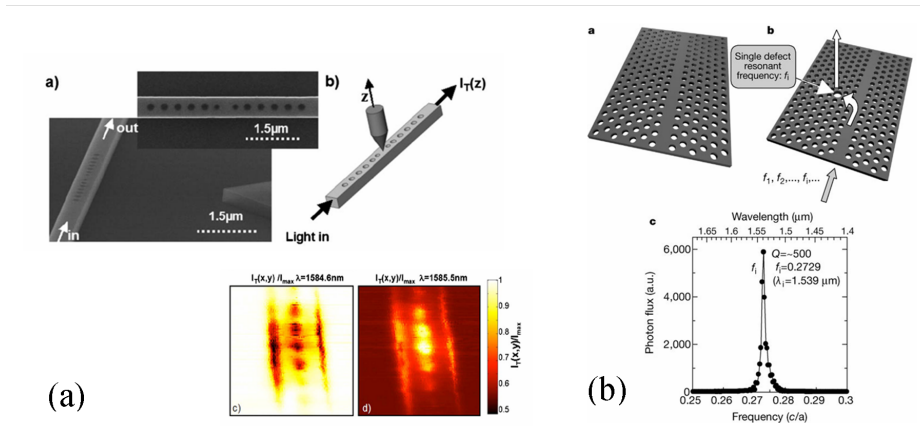 a)
out
in
1.5µm
1.5µm
b)
z
I_T(z)
Light in
I_T(x,y) /I_max λ=1584.6nm
I_T(x,y)/I_max λ=1585.5nm
c)
d)
1
0.9
0.8
0.7
0.6
0.5
I_T(x,y)/I_max
(a)
a
b
Single defect
resonant
frequency: f_i
f_1, f_2,..., f_i,...
c
Wavelength (µm)
1.65 1.6 1.55 1.5 1.45 1.4
6,000
4,000
2,000
0
Photon flux (a.u.)
f_i
Q=~500
f_i=0.2729
(λ_i=1.539 µm)
0.25 0.26 0.27 0.28 0.29 0.3
Frequency (c/a)
(b)